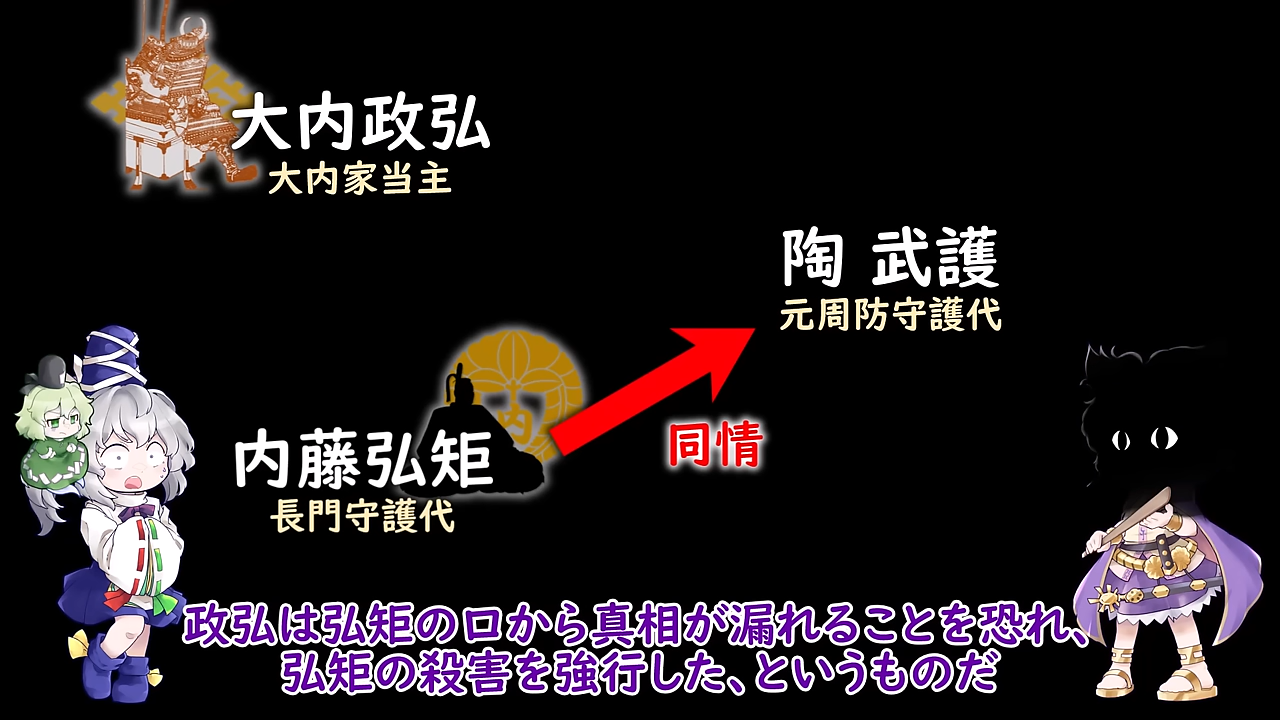 大内政弘
大内家当主
陶 武護
元周防守護代
内
内藤弘矩
長門守護代
同情
政弘は弘矩の口から真相が漏れることを恐れ、
弘矩の殺害を強行した、というものだ